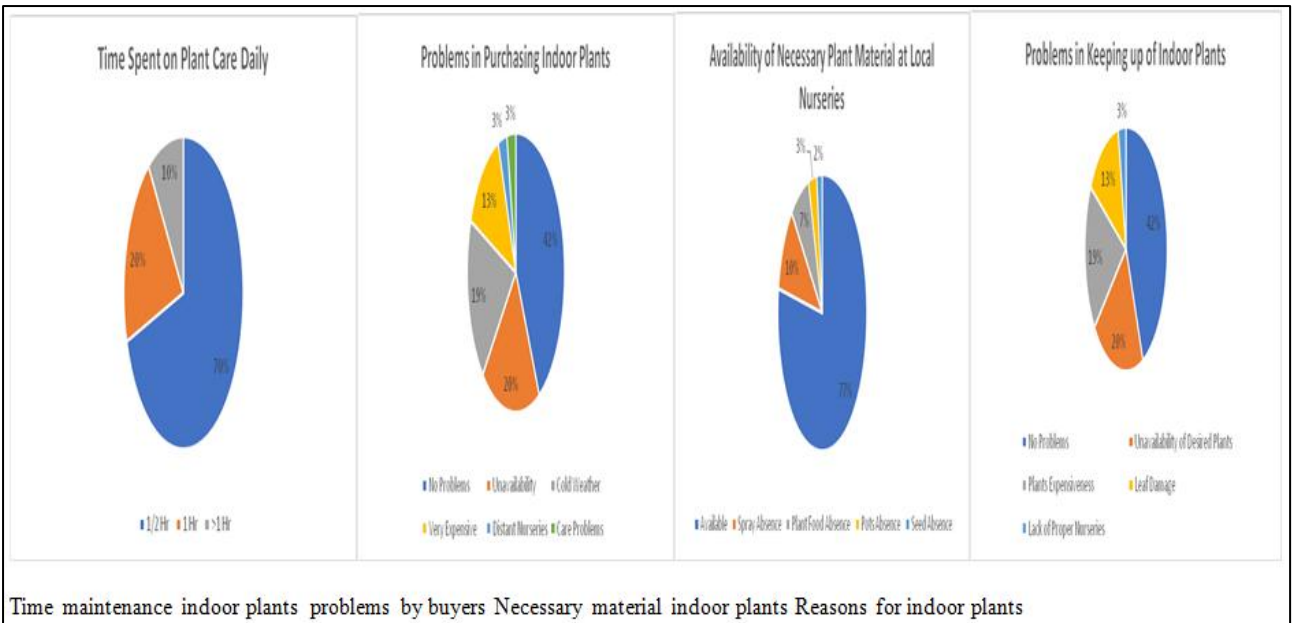 Time Spent on Plant Care Daily
10%
20%
70%
1/2 Hr 1 Hr >1 Hr
Problems in Purchasing Indoor Plants
3% 3%
13%
42%
19%
20%
No Problems Unavailability Cold Weather
Very Expensive Distant Nurseries Care Problems
Availability of Necessary Plant Material at Local
Nurseries
3% 2%
7%
10%
77%
Available Spray Absence Plant Food Absence Pots Absence Seed Absence
Problems in Keeping up of Indoor Plants
3%
13%
42%
19%
20%
No Problems Unavailability of Desired Plants
Plants Expensiveness Leaf Damage
Lack of Proper Nurseries
Time maintenance indoor plants problems by buyers Necessary material indoor plants Reasons for indoor plants